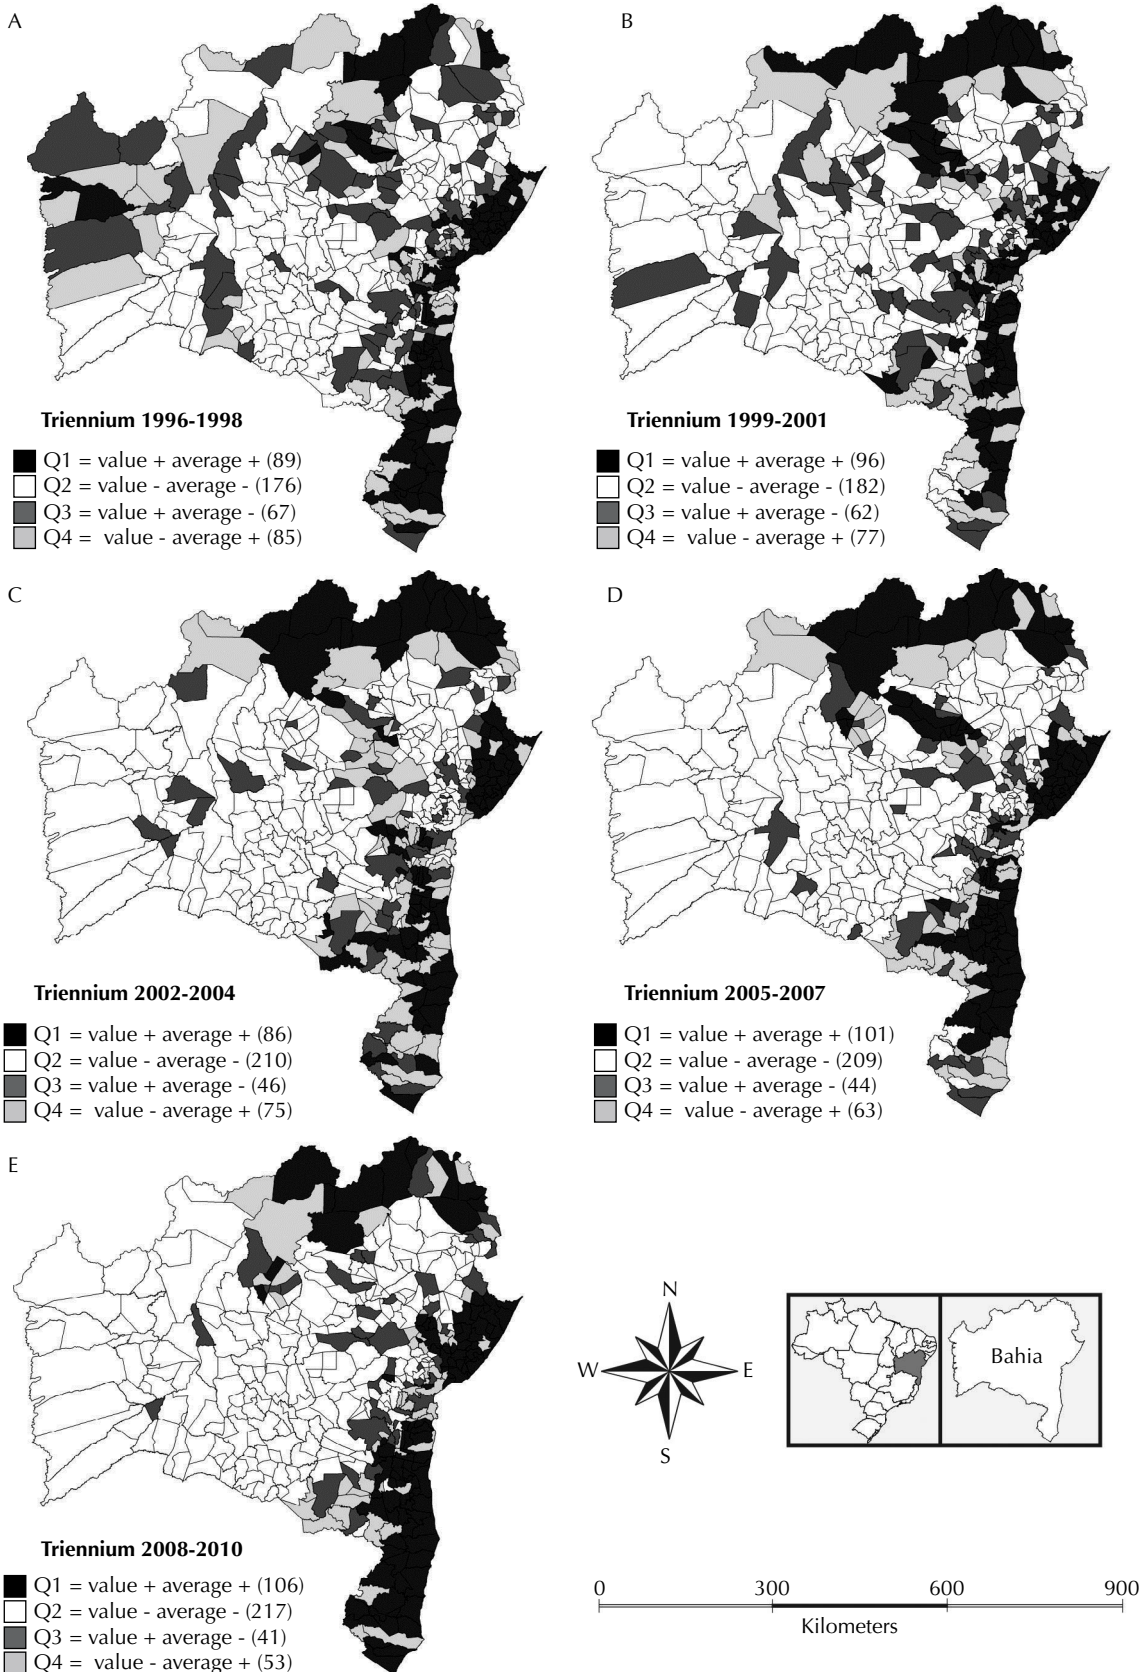 A
Triennium 1996-1998
Q1 = value + average + (89)
Q2 = value - average - (176)
Q3 = value + average - (67)
Q4 = value - average + (85)
B
Triennium 1999-2001
Q1 = value + average + (96)
Q2 = value - average - (182)
Q3 = value + average - (62)
Q4 = value - average + (77)
C
Triennium 2002-2004
Q1 = value + average + (86)
Q2 = value - average - (210)
Q3 = value + average - (46)
Q4 = value - average + (75)
D
Triennium 2005-2007
Q1 = value + average + (101)
Q2 = value - average - (209)
Q3 = value + average - (44)
Q4 = value - average + (63)
E
Triennium 2008-2010
Q1 = value + average + (106)
Q2 = value - average - (217)
Q3 = value + average - (41)
Q4 = value - average + (53)
N
W E
S
Bahia
0 300 600 900
Kilometers